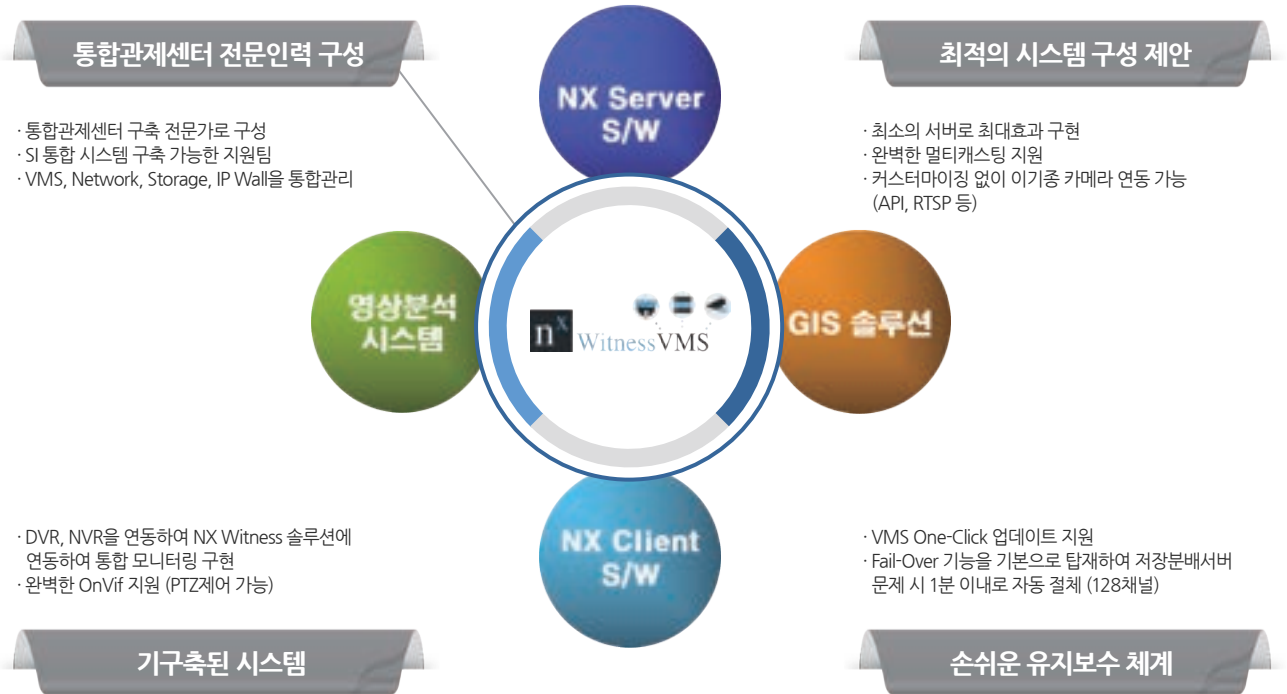 통합관제센터 전문인력 구성
· 통합관제센터 구축 전문가로 구성
· SI 통합 시스템 구축 가능한 지원팀
· VMS, Network, Storage, IP Wall을 통합관리
최적의 시스템 구성 제안
· 최소의 서버로 최대효과 구현
· 완벽한 멀티캐스팅 지원
· 커스터마이징 없이 이기종 카메라 연동 가능
(API, RTSP 등)
NX Server
S/W
영상분석
시스템
nx WitnessVMS
GIS 솔루션
NX Client
S/W
· DVR, NVR을 연동하여 NX Witness 솔루션에
연동하여 통합 모니터링 구현
· 완벽한 OnVif 지원 (PTZ제어 가능)
기구축된 시스템
· VMS One-Click 업데이트 지원
· Fail-Over 기능을 기본으로 탑재하여 저장분배서버
문제 시 1분 이내로 자동 절체 (128채널)
손쉬운 유지보수 체계